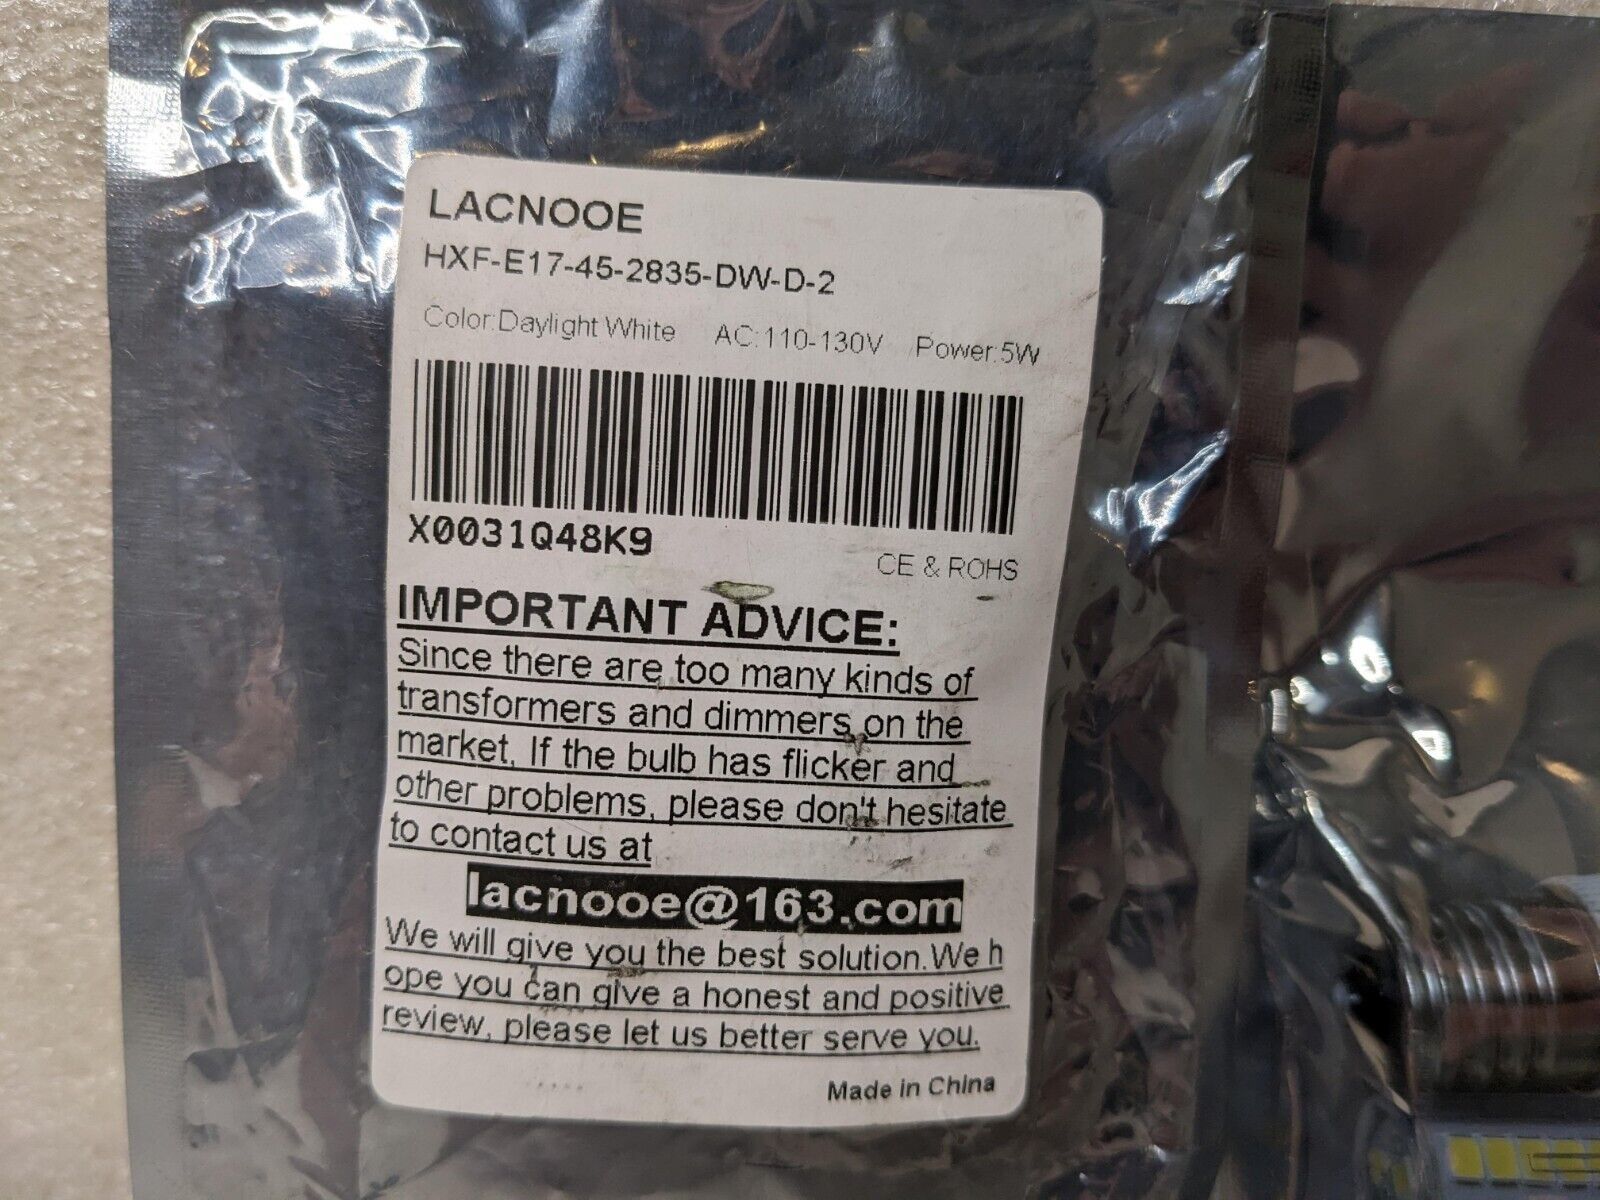 LACNOOE
HXF-E17-45-2835-DW-D-2
Color:Daylight White AC:110-130V Power:5W
X0031Q48K9
CE & ROHS
IMPORTANT ADVICE:
Since there are too many kinds of
transformers and dimmers on the
market, If the bulb has flicker and
other problems, please don't hesitate
to contact us at
lacnooe@163.com
We will give you the best solution.We h
ope you can give a honest and positive
review, please let us better serve you.
Made in China